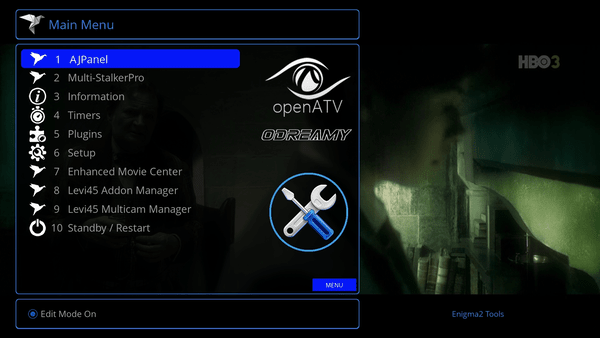 Main Menu
HBO3
1 AJPanel
2 Multi-StalkerPro
3 Information
4 Timers
5 Plugins
6 Setup
7 Enhanced Movie Center
8 Levi45 Addon Manager
9 Levi45 Multicam Manager
10 Standby / Restart
openATV
ODREAMY
MENU
Edit Mode On
Enigma2 Tools